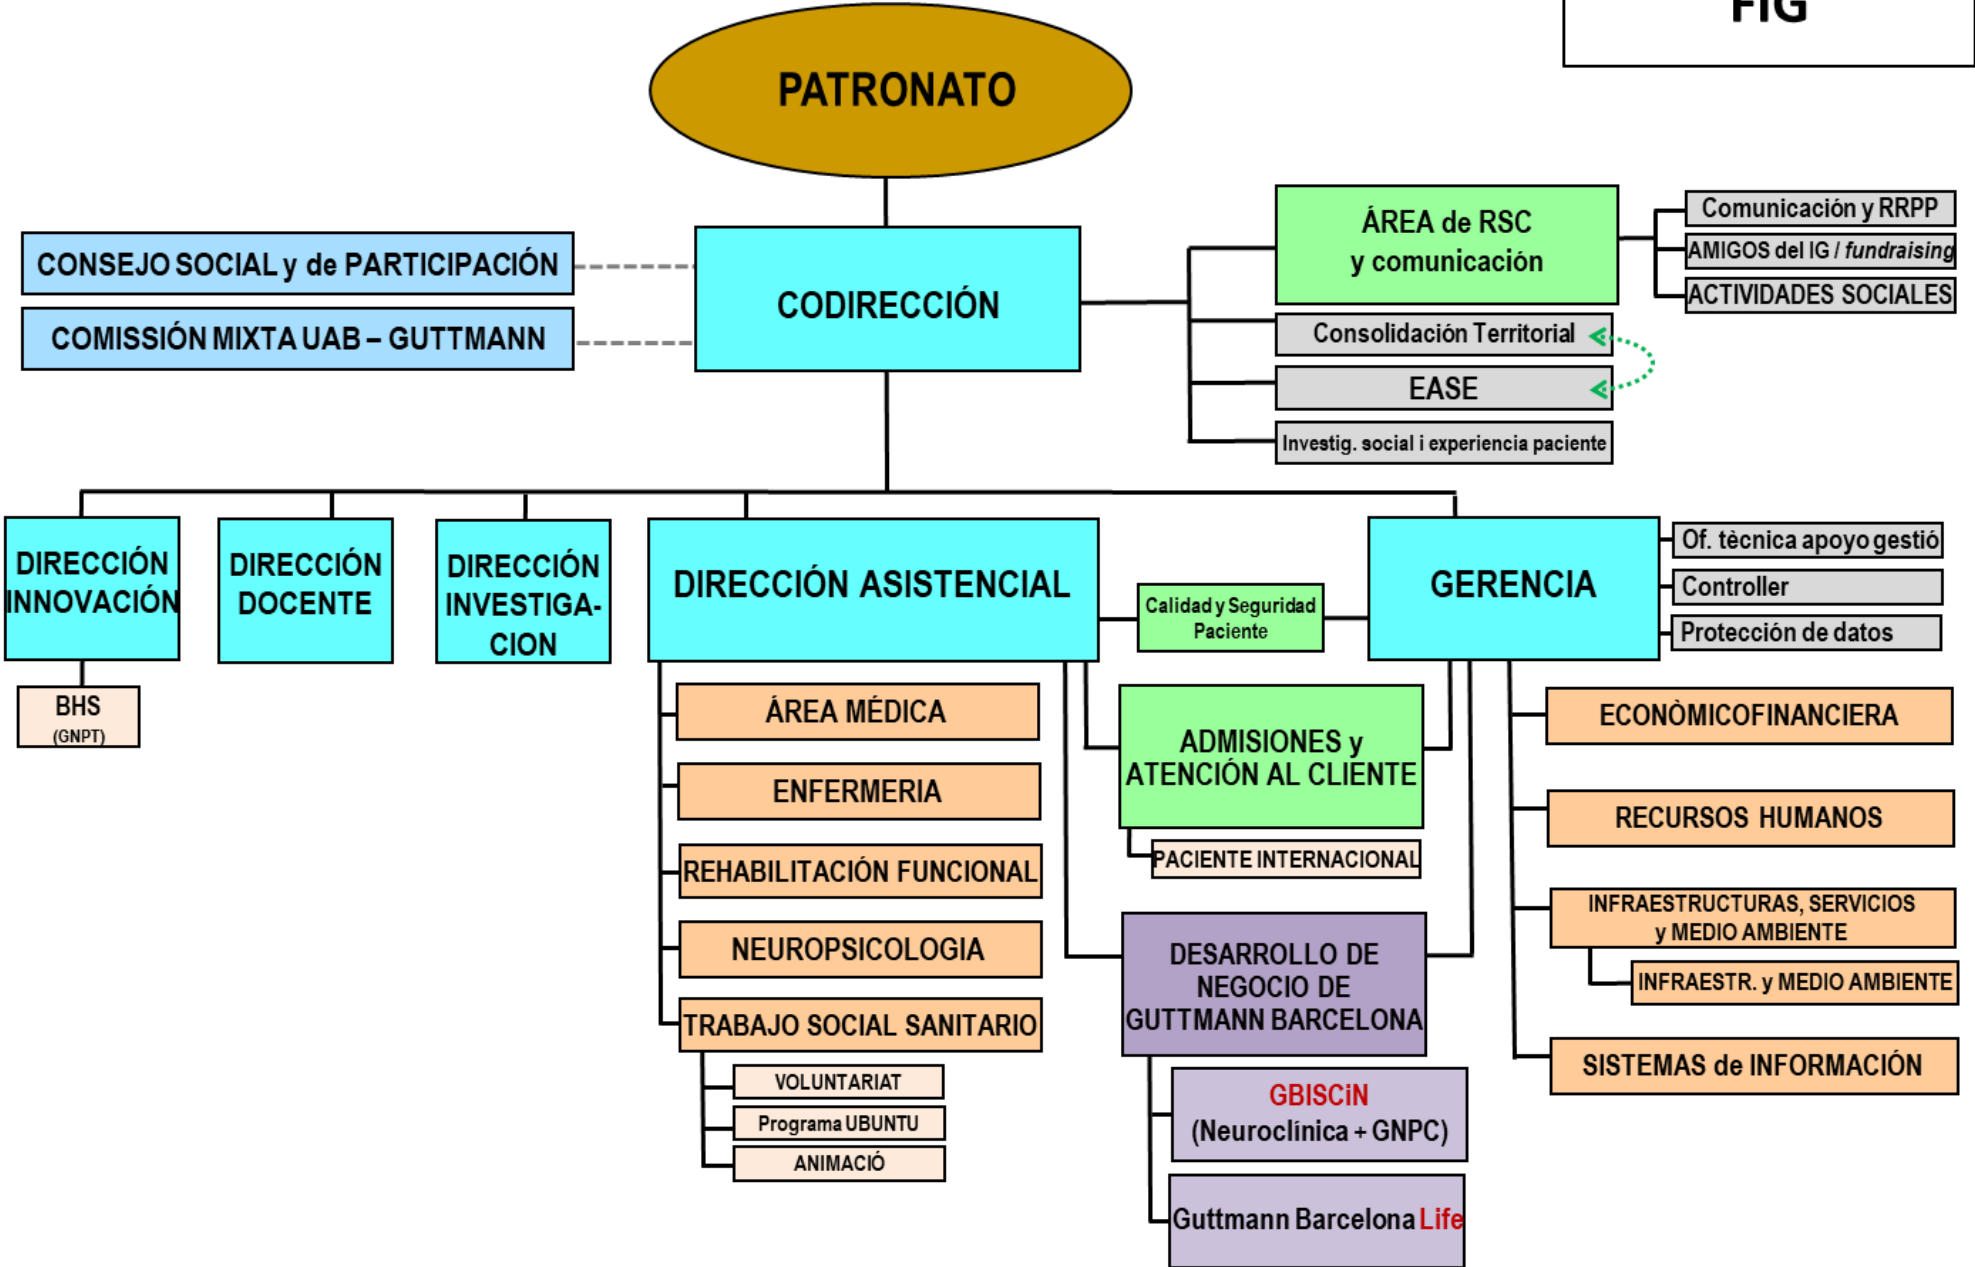 FIG
PATRONATO
CONSEJO SOCIAL y de PARTICIPACIÓN
COMISSIÓN MIXTA UAB – GUTTMANN
CODIRECCIÓN
ÁREA de RSC
y comunicación
Comunicación y RRPP
AMIGOS del IG / fundraising
ACTIVIDADES SOCIALES
Consolidación Territorial
EASE
Investig. social i experiencia paciente
DIRECCIÓN
INNOVACIÓN
BHS
(GNPT)
DIRECCIÓN
DOCENTE
DIRECCIÓN
INVESTIGA-
CION
DIRECCIÓN ASISTENCIAL
Calidad y Seguridad
Paciente
GERENCIA
Of. tècnica apoyo gestió
Controller
Protección de datos
ÁREA MÉDICA
ENFERMERIA
REHABILITACIÓN FUNCIONAL
NEUROPSICOLOGIA
TRABAJO SOCIAL SANITARIO
VOLUNTARIAT
Programa UBUNTU
ANIMACIÓ
ADMISIONES y
ATENCIÓN AL CLIENTE
PACIENTE INTERNACIONAL
DESARROLLO DE
NEGOCIO DE
GUTTMANN BARCELONA
GBISCiN
(Neuroclínica + GNPC)
Guttmann Barcelona Life
ECONÒMICOFINANCIERA
RECURSOS HUMANOS
INFRAESTRUCTURAS, SERVICIOS
y MEDIO AMBIENTE
INFRAESTR. y MEDIO AMBIENTE
SISTEMAS de INFORMACIÓN